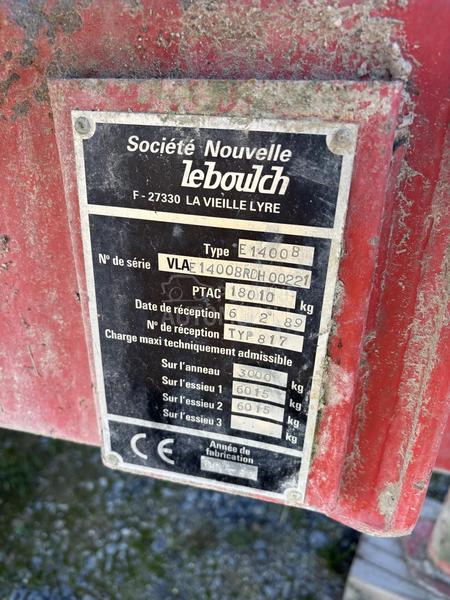 Société Nouvelle
leboulch
F - 27330 LA VIEILLE LYRE
Type E14008
N° de série VLAE14008RDH00221
PTAC 18010 kg
Date de réception 6 2 89
N° de réception TYP 817
Charge maxi techniquement admissible
Sur l'anneau 3000 kg
Sur l'essieu 1 6015 kg
Sur l'essieu 2 6015 kg
Sur l'essieu 3 kg
CE
Année de
fabrication